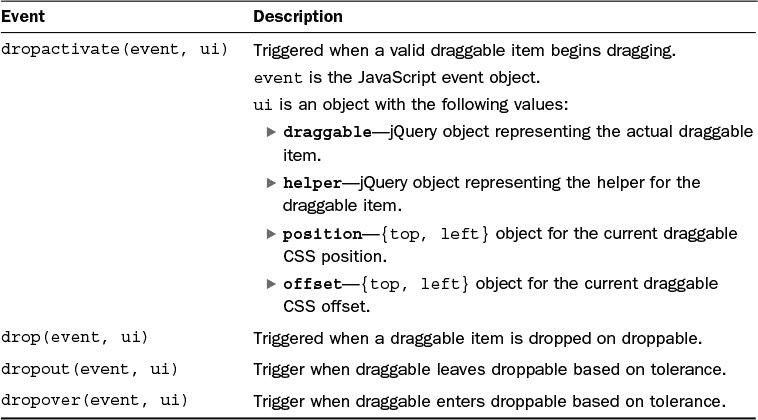 Event Description
dropactivate(event, ui) Triggered when a valid draggable item begins dragging.
event is the JavaScript event object.
ui is an object with the following values:
▶ draggable—jQuery object representing the actual draggable
item.
▶ helper—jQuery object representing the helper for the
draggable item.
▶ position—{top, left} object for the current draggable
CSS position.
▶ offset—{top, left} object for the current draggable
CSS offset.
drop(event, ui) Triggered when a draggable item is dropped on droppable.
dropout(event, ui) Trigger when draggable leaves droppable based on tolerance.
dropover(event, ui) Trigger when draggable enters droppable based on tolerance.